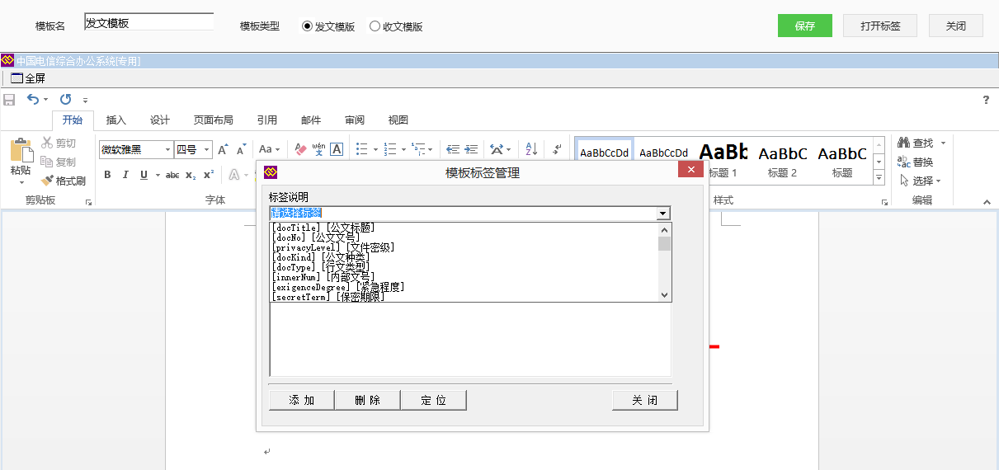 模板名 发文模板 模板类型 发文模版 收文模版 保存 打开标签 关闭
中国电信综合办公系统[专用]
全屏
?
开始 插入 设计 页面布局 引用 邮件 审阅 视图
粘贴 剪切 复制 格式刷
剪贴板
微软雅黑 四号 A A Aa wén 文 A
B I U abc x₂ x² A
字体
A Z
AaBbCcDd AaBbCcDd AaBb AaBbC AaBbC
标题 1 标题 2 标题
样式
查找
替换
选择
编辑
模板标签管理
标签说明
请选择标签
[docTitle] [公文标题]
[docNo] [公文文号]
[privacyLevel] [文件密级]
[docKind] [公文种类]
[docType] [行文类型]
[innerNum] [内部文号]
[exigenceDegree] [紧急程度]
[secretTerm] [保密期限]
添 加 删 除 定 位 关 闭